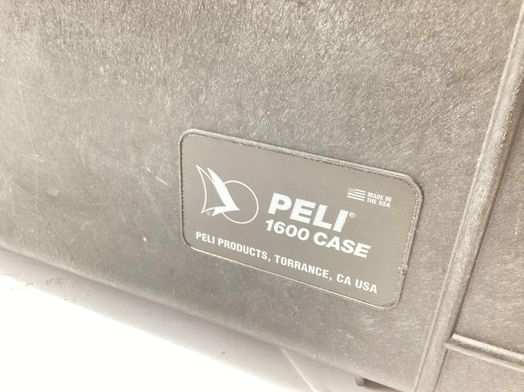 PELI®
MADE IN
THE USA
1600 CASE
PELI PRODUCTS, TORRANCE, CA USA